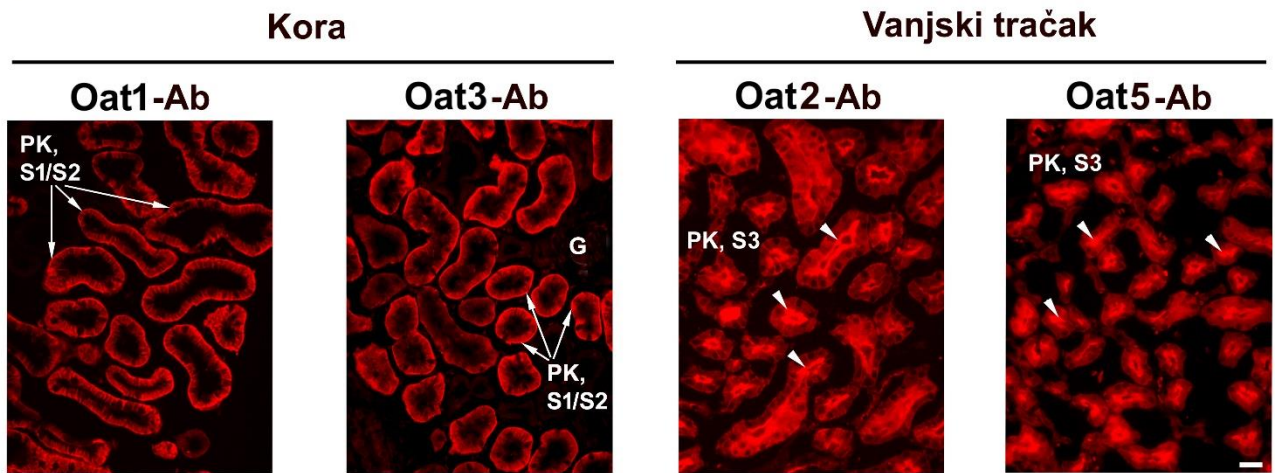 Kora
Vanjski tračak
Oat1-Ab
Oat3-Ab
Oat2-Ab
Oat5-Ab
PK,
S1/S2
G
PK,
S1/S2
PK, S3
PK, S3